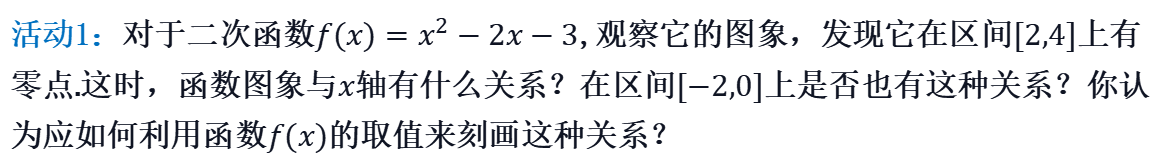 活动1：对于二次函数f(x) = x² − 2x − 3, 观察它的图象，发现它在区间[2,4]上有
零点.这时，函数图象与x轴有什么关系？在区间[−2,0]上是否也有这种关系？你认
为应如何利用函数f(x)的取值来刻画这种关系？